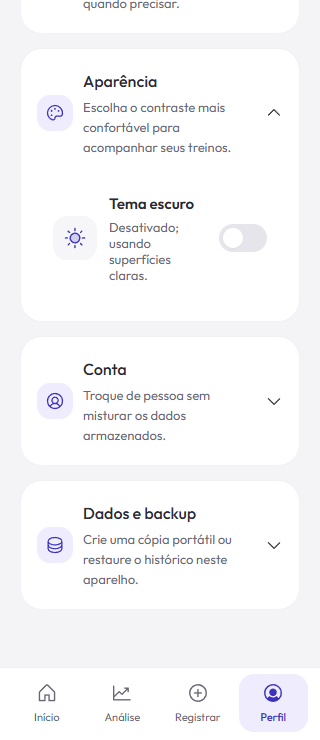 quando precisar.
Aparência
Escolha o contraste mais
confortável para
acompanhar seus treinos.
Tema escuro
Desativado;
usando
superfícies
claras.
Conta
Troque de pessoa sem
misturar os dados
armazenados.
Dados e backup
Crie uma cópia portátil ou
restaure o histórico neste
aparelho.
Início
Análise
Registrar
Perfil